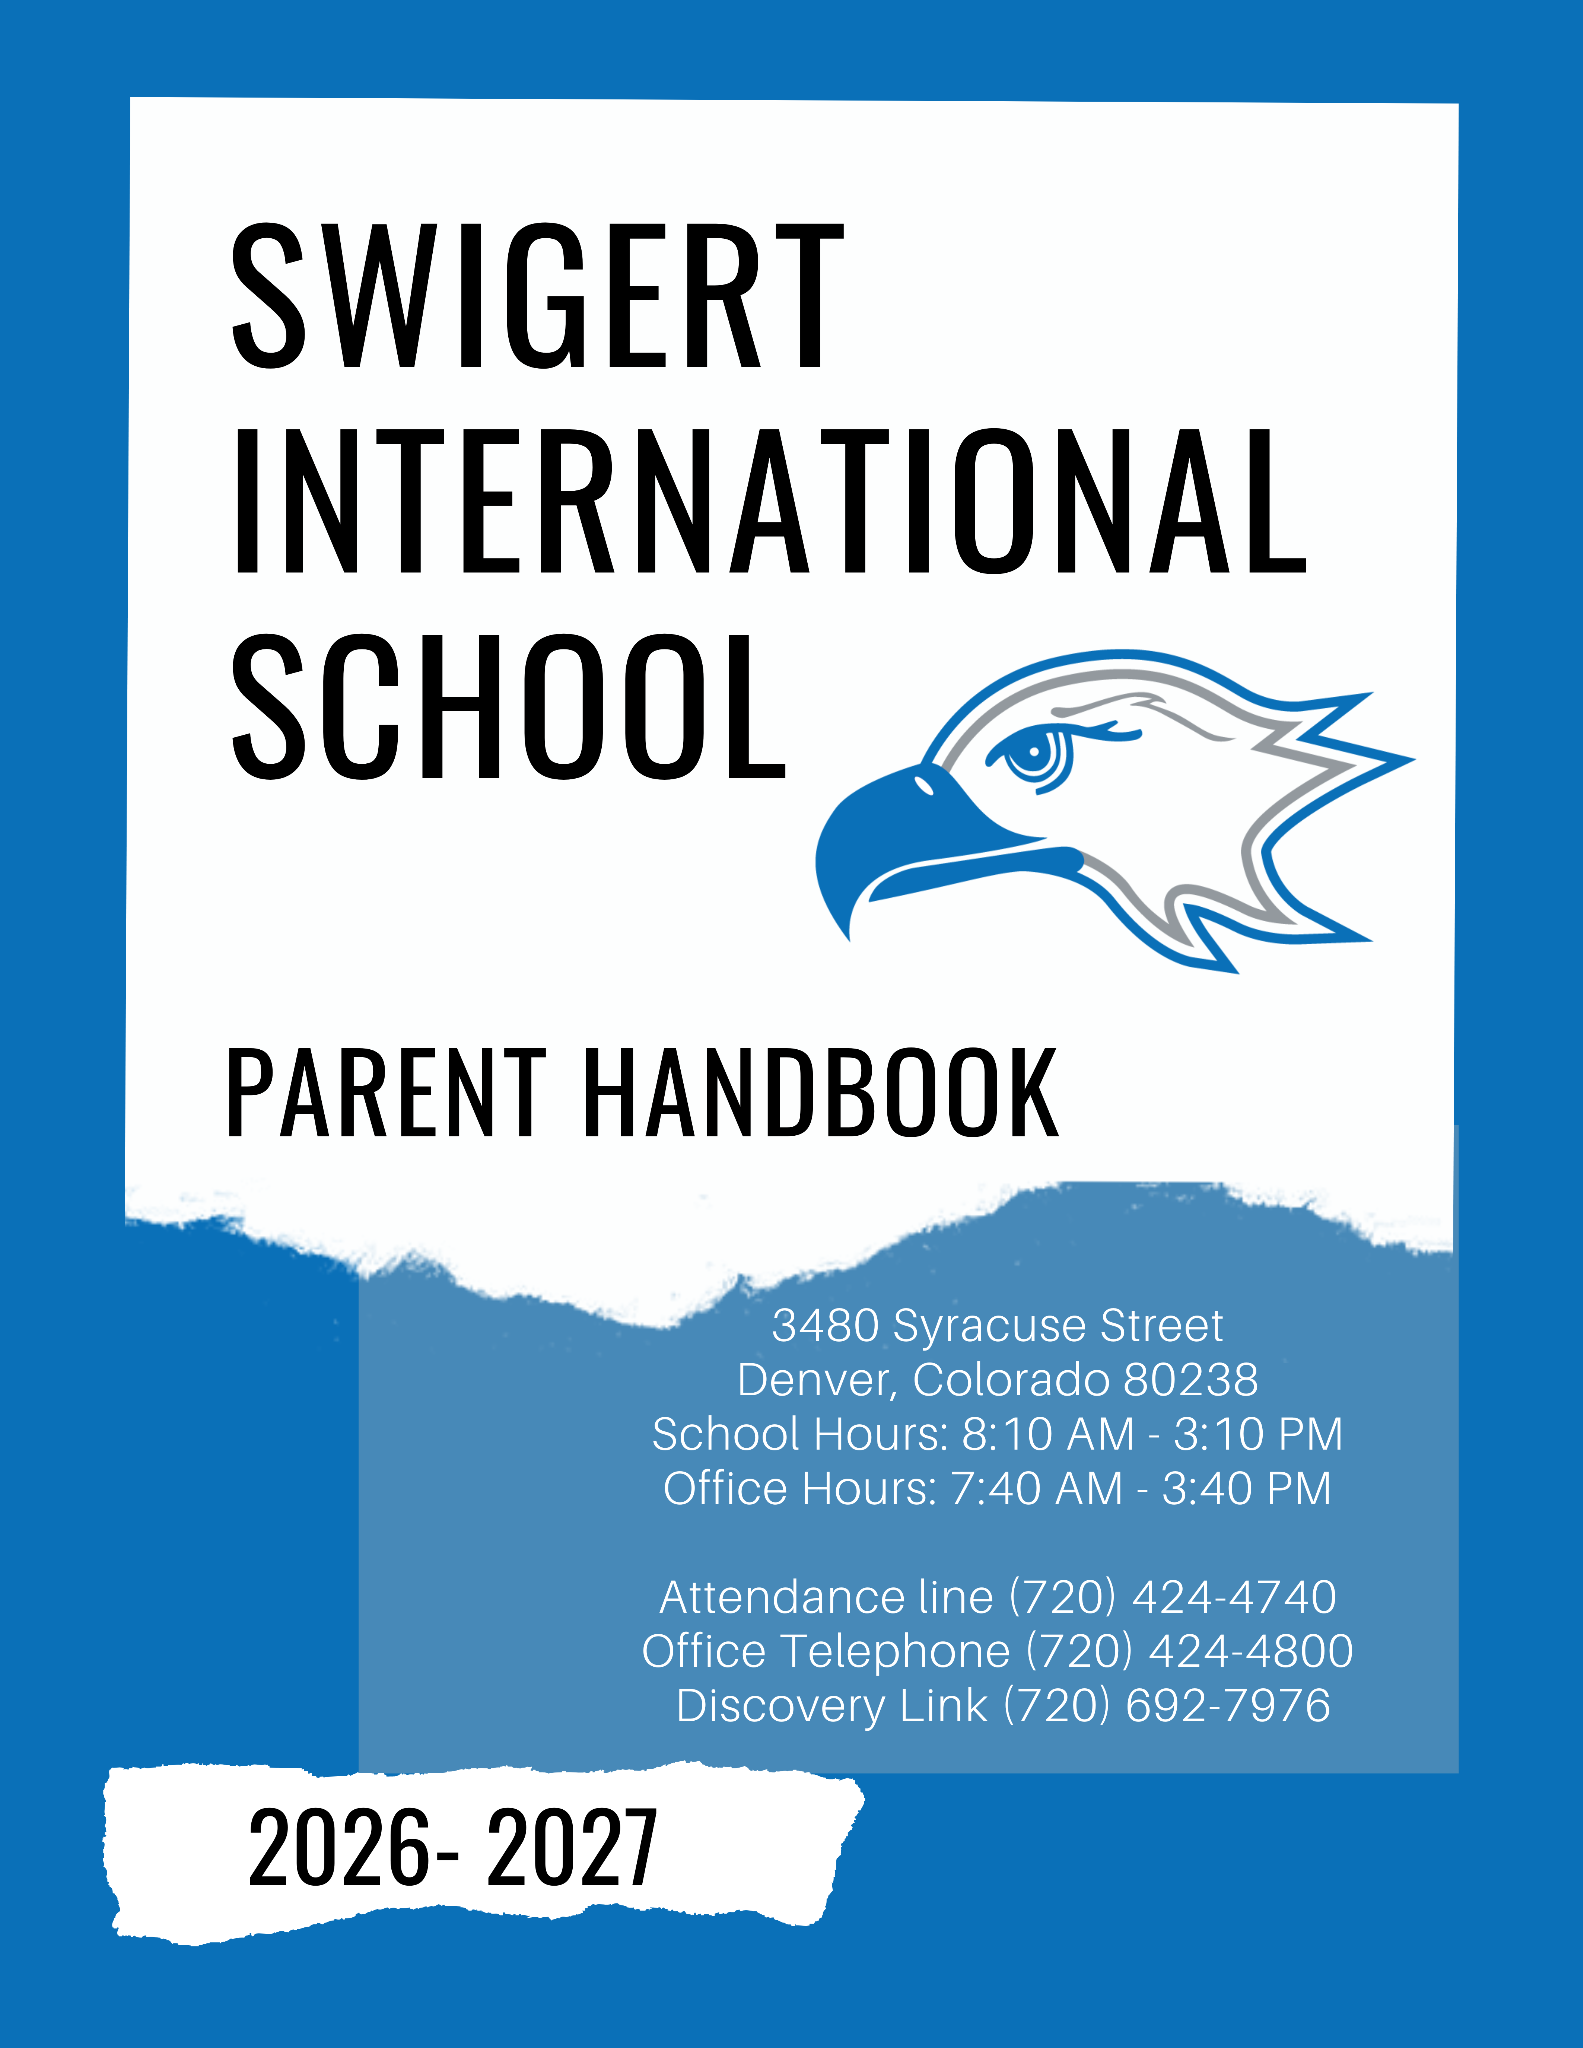 SWIGERT
INTERNATIONAL
SCHOOL
PARENT HANDBOOK
3480 Syracuse Street
Denver, Colorado 80238
School Hours: 8:10 AM - 3:10 PM
Office Hours: 7:40 AM - 3:40 PM
Attendance line (720) 424-4740
Office Telephone (720) 424-4800
Discovery Link (720) 692-7976
2026- 2027